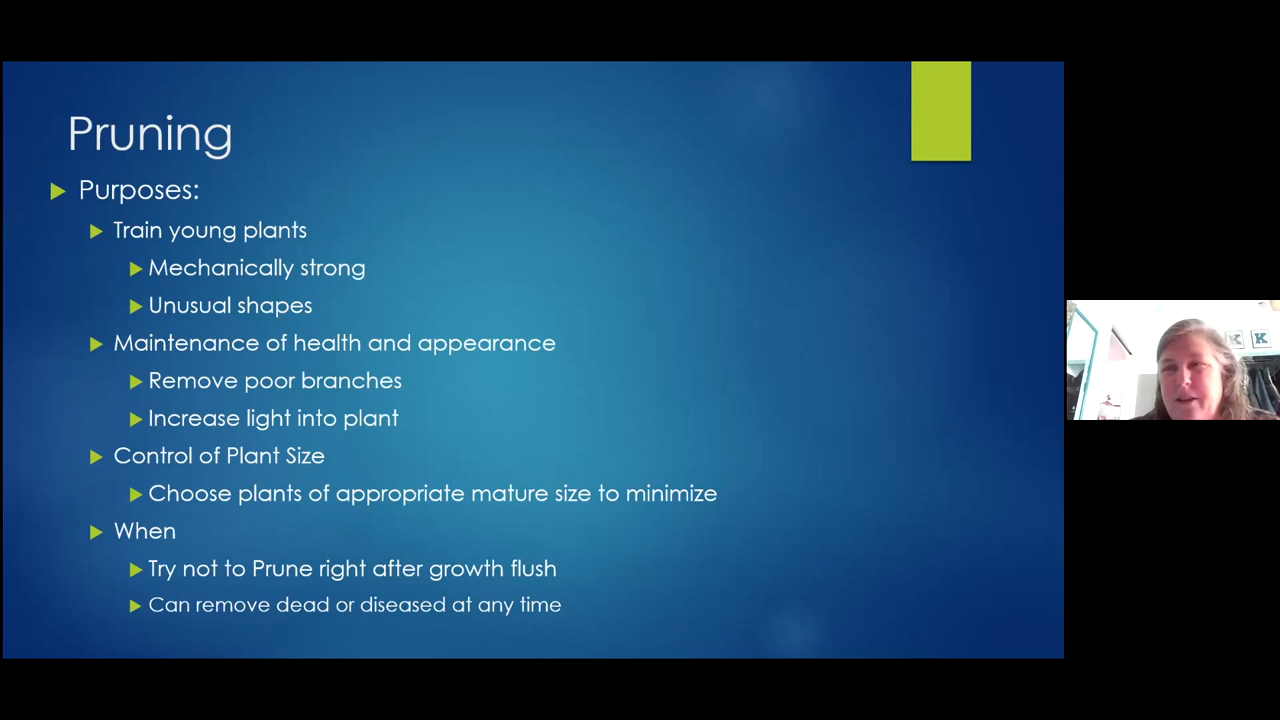 Pruning
Purposes:
Train young plants
Mechanically strong
Unusual shapes
Maintenance of health and appearance
Remove poor branches
Increase light into plant
Control of Plant Size
Choose plants of appropriate mature size to minimize
When
Try not to Prune right after growth flush
Can remove dead or diseased at any time
K K